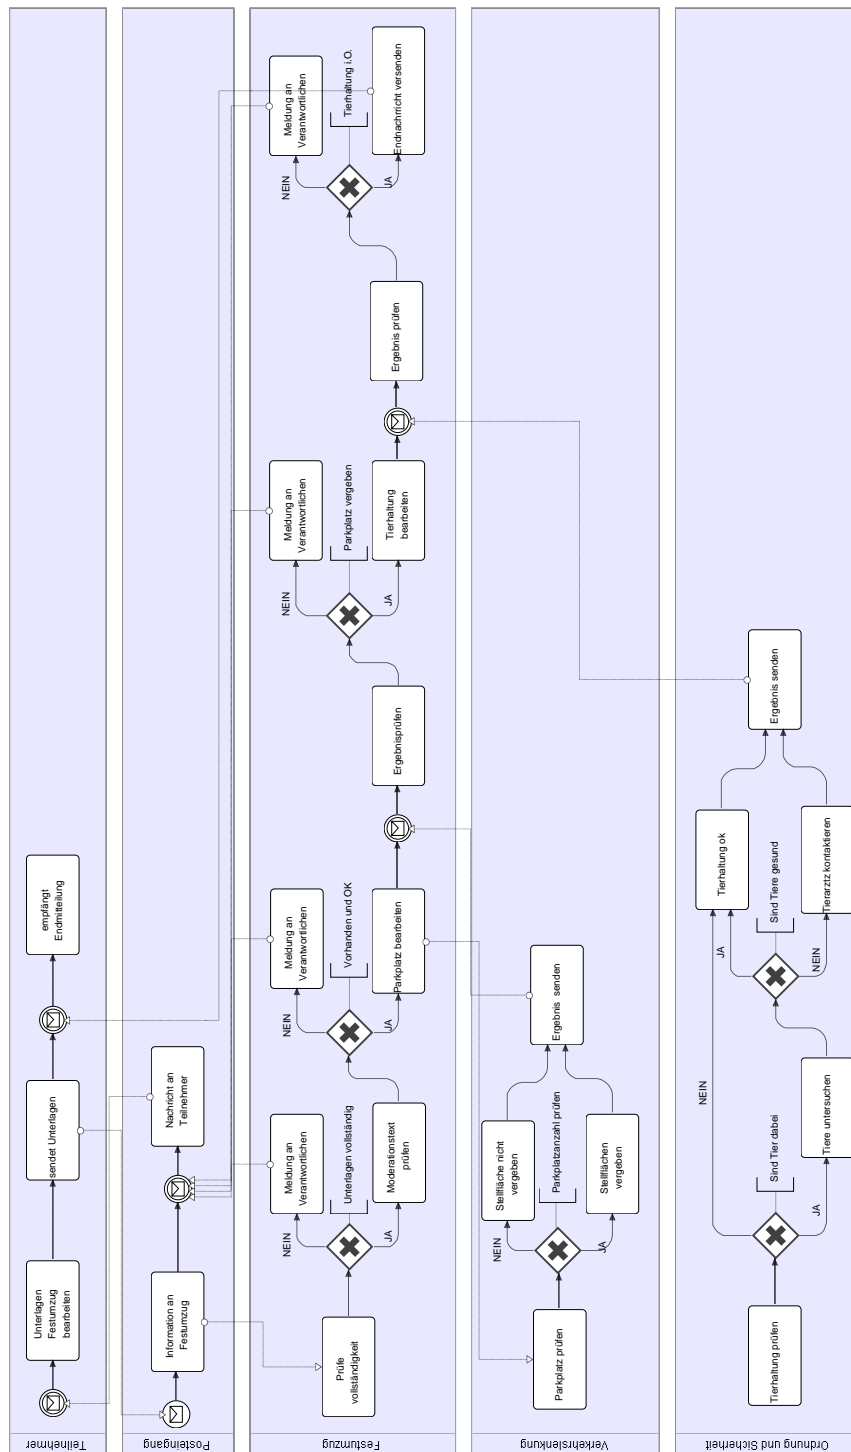 Teilnehmer
Unterlagen
Festumzug
bearbeiten
sendet Unterlagen
empfängt
Endmitteilung
Posteingang
Information an
Festumzug
Nachricht an
Teilnehmer
Festumzug
Prüfe
vollständigkeit
Unterlagen vollständig
NEIN
JA
Meldung an
Verantwortlichen
Moderationstext
prüfen
Vorhanden und OK
NEIN
JA
Meldung an
Verantwortlichen
Parkplatz bearbeiten
Ergebnisprüfen
Parkplatz vergeben
NEIN
JA
Meldung an
Verantwortlichen
Tierhaltung
bearbeiten
Ergebnis prüfen
Tierhaltung i.O.
NEIN
JA
Meldung an
Verantwortlichen
Endnachrricht versenden
Verkehrslenkung
Parkplatz prüfen
Parkplatzanzahl prüfen
NEIN
JA
Stellfläche nicht
vergeben
Stellflächen
vergeben
Ergebnis senden
Ordnung und Sicherheit
Tierhaltung prüfen
Sind Tier dabei
NEIN
JA
Tiere untersuchen
Sind Tiere gesund
JA
NEIN
Tierhaltung ok
Tierarztz kontaktieren
Ergebnis senden